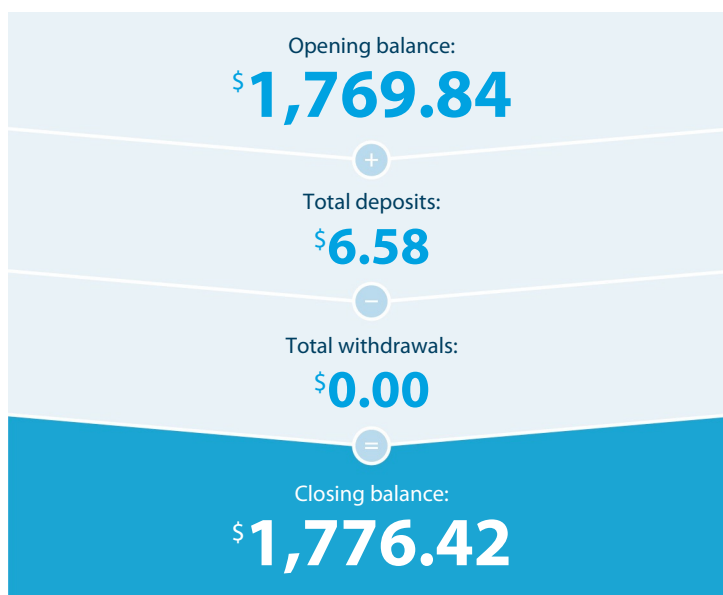 Opening balance:
$1,769.84
+
Total deposits:
$6.58
−
Total withdrawals:
$0.00
=
Closing balance:
$1,776.42